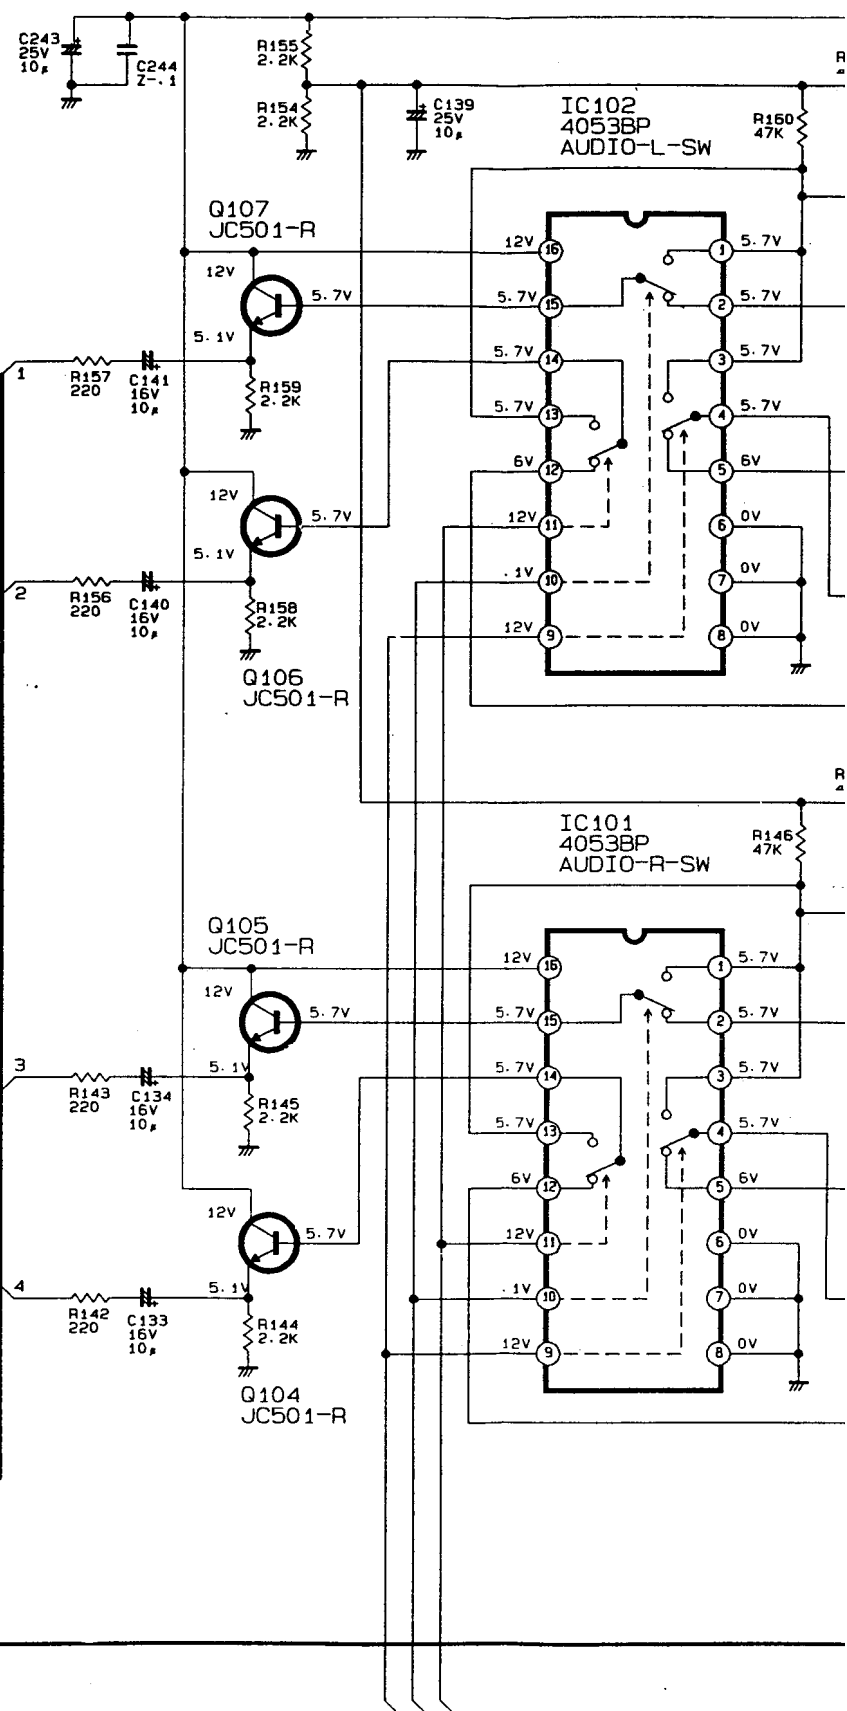 C243
25V
10μ
C244
Z-.1
R155
2.2K
R154
2.2K
C139
25V
10μ
IC102
4053BP
AUDIO-L-SW
R160
47K
R
Q107
JC501-R
12V
5.7V
5.1V
1
R157
220
C141
16V
10μ
R159
2.2K
12V
5.7V
5.1V
2
R156
220
C140
16V
10μ
R158
2.2K
Q106
JC501-R
12V 16
5.7V 15
5.7V 14
5.7V 13
6V 12
12V 11
.1V 10
12V 9
1 5.7V
2 5.7V
3 5.7V
4 5.7V
5 6V
6 0V
7 0V
8 0V
R
IC101
4053BP
AUDIO-R-SW
R146
47K
Q105
JC501-R
12V
5.7V
5.1V
3
R143
220
C134
16V
10μ
R145
2.2K
12V
5.7V
5.1V
4
R142
220
C133
16V
10μ
R144
2.2K
Q104
JC501-R
12V 16
5.7V 15
5.7V 14
5.7V 13
6V 12
12V 11
.1V 10
12V 9
1 5.7V
2 5.7V
3 5.7V
4 5.7V
5 6V
6 0V
7 0V
8 0V